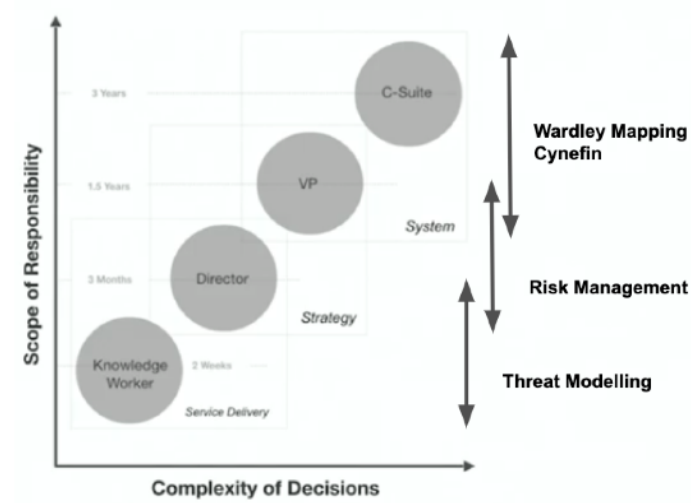 3 Years
C-Suite
Wardley Mapping
Cynefin
1.5 Years
VP
System
Scope of Responsibility
3 Months
Director
Risk Management
Strategy
Knowledge
Worker
2 Weeks
Threat Modelling
Service Delivery
Complexity of Decisions